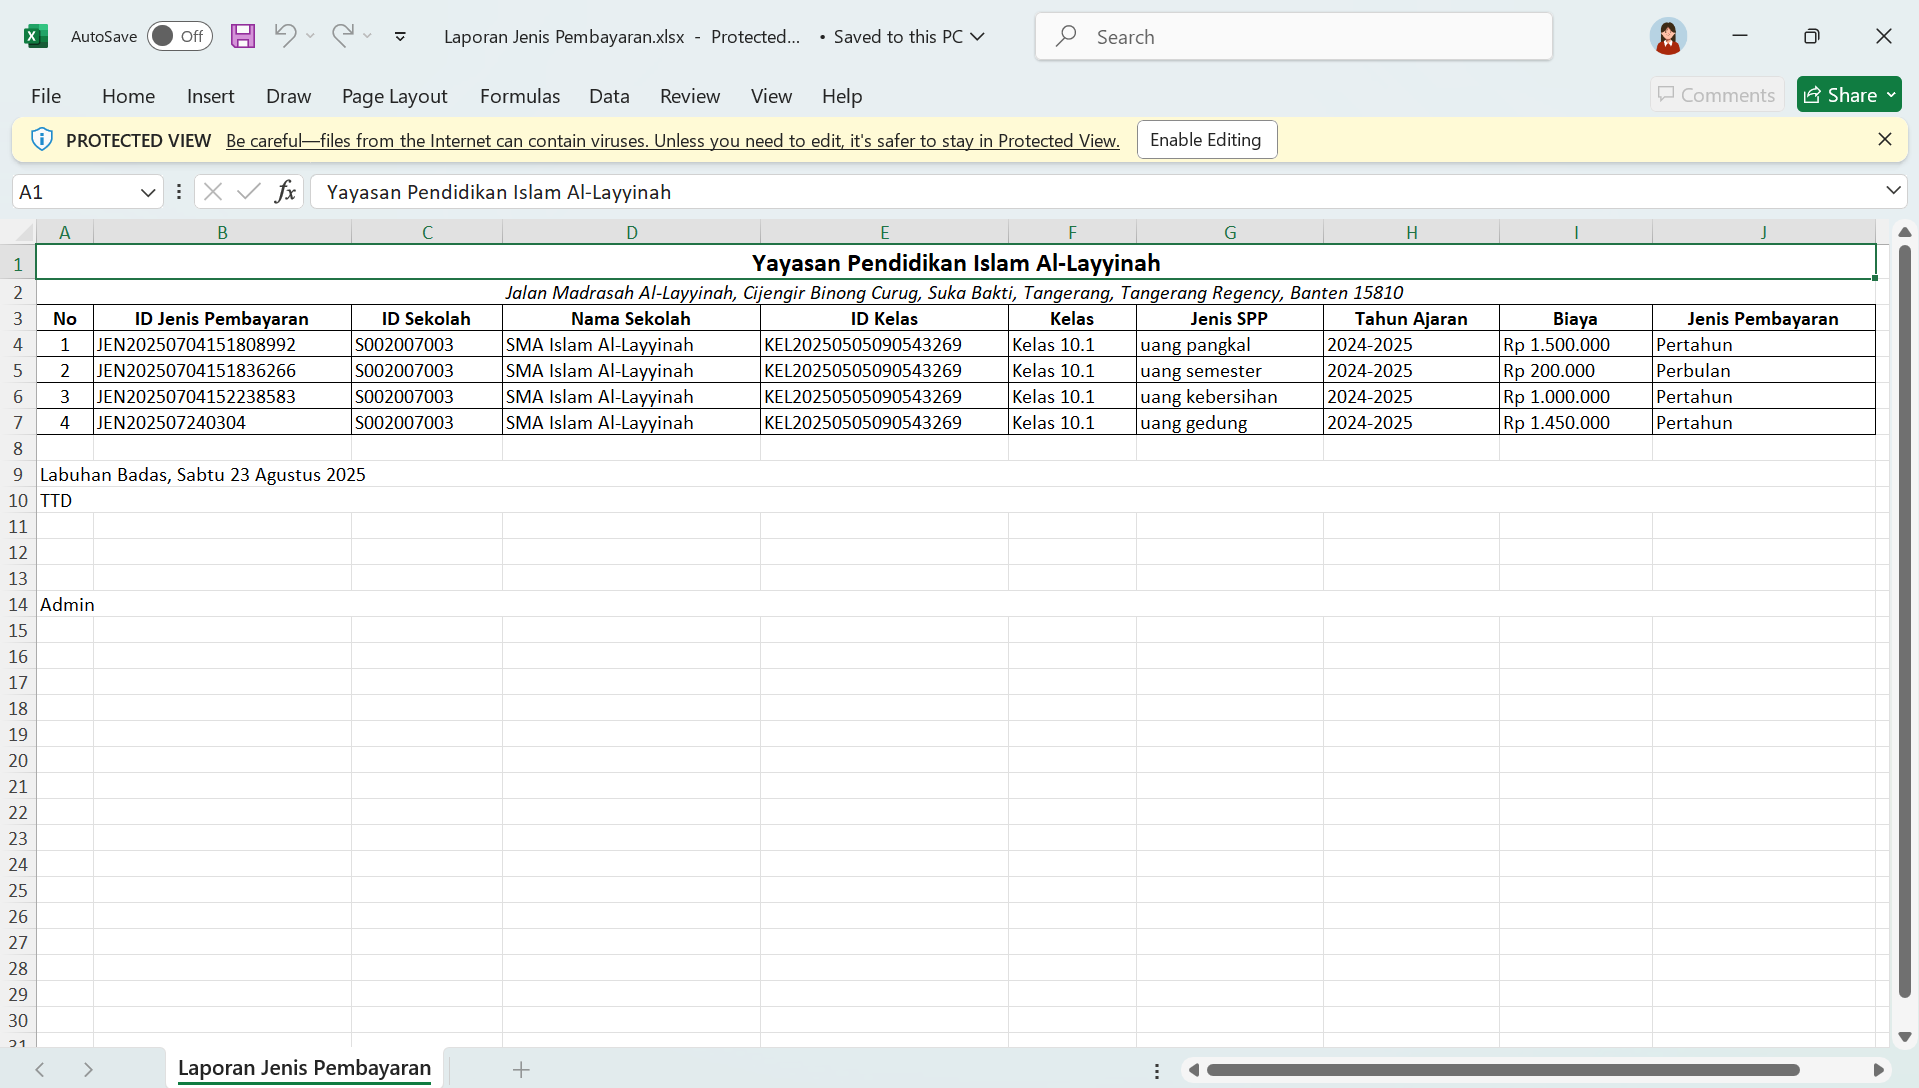 AutoSave Off Laporan Jenis Pembayaran.xlsx - Protected... • Saved to this PC Search
File Home Insert Draw Page Layout Formulas Data Review View Help Comments Share
PROTECTED VIEW Be careful—files from the Internet can contain viruses. Unless you need to edit, it's safer to stay in Protected View. Enable Editing
A1 fx Yayasan Pendidikan Islam Al-Layyinah
A B C D E F G H I J
1 Yayasan Pendidikan Islam Al-Layyinah
2 Jalan Madrasah Al-Layyinah, Cijengir Binong Curug, Suka Bakti, Tangerang, Tangerang Regency, Banten 15810
3 No ID Jenis Pembayaran ID Sekolah Nama Sekolah ID Kelas Kelas Jenis SPP Tahun Ajaran Biaya Jenis Pembayaran
4 1 JEN20250704151808992 S002007003 SMA Islam Al-Layyinah KEL20250505090543269 Kelas 10.1 uang pangkal 2024-2025 Rp 1.500.000 Pertahun
5 2 JEN20250704151836266 S002007003 SMA Islam Al-Layyinah KEL20250505090543269 Kelas 10.1 uang semester 2024-2025 Rp 200.000 Perbulan
6 3 JEN20250704152238583 S002007003 SMA Islam Al-Layyinah KEL20250505090543269 Kelas 10.1 uang kebersihan 2024-2025 Rp 1.000.000 Pertahun
7 4 JEN202507240304 S002007003 SMA Islam Al-Layyinah KEL20250505090543269 Kelas 10.1 uang gedung 2024-2025 Rp 1.450.000 Pertahun
8
9 Labuhan Badas, Sabtu 23 Agustus 2025
10 TTD
11
12
13
14 Admin
15
16
17
18
19
20
21
22
23
24
25
26
27
28
29
30
31
Laporan Jenis Pembayaran